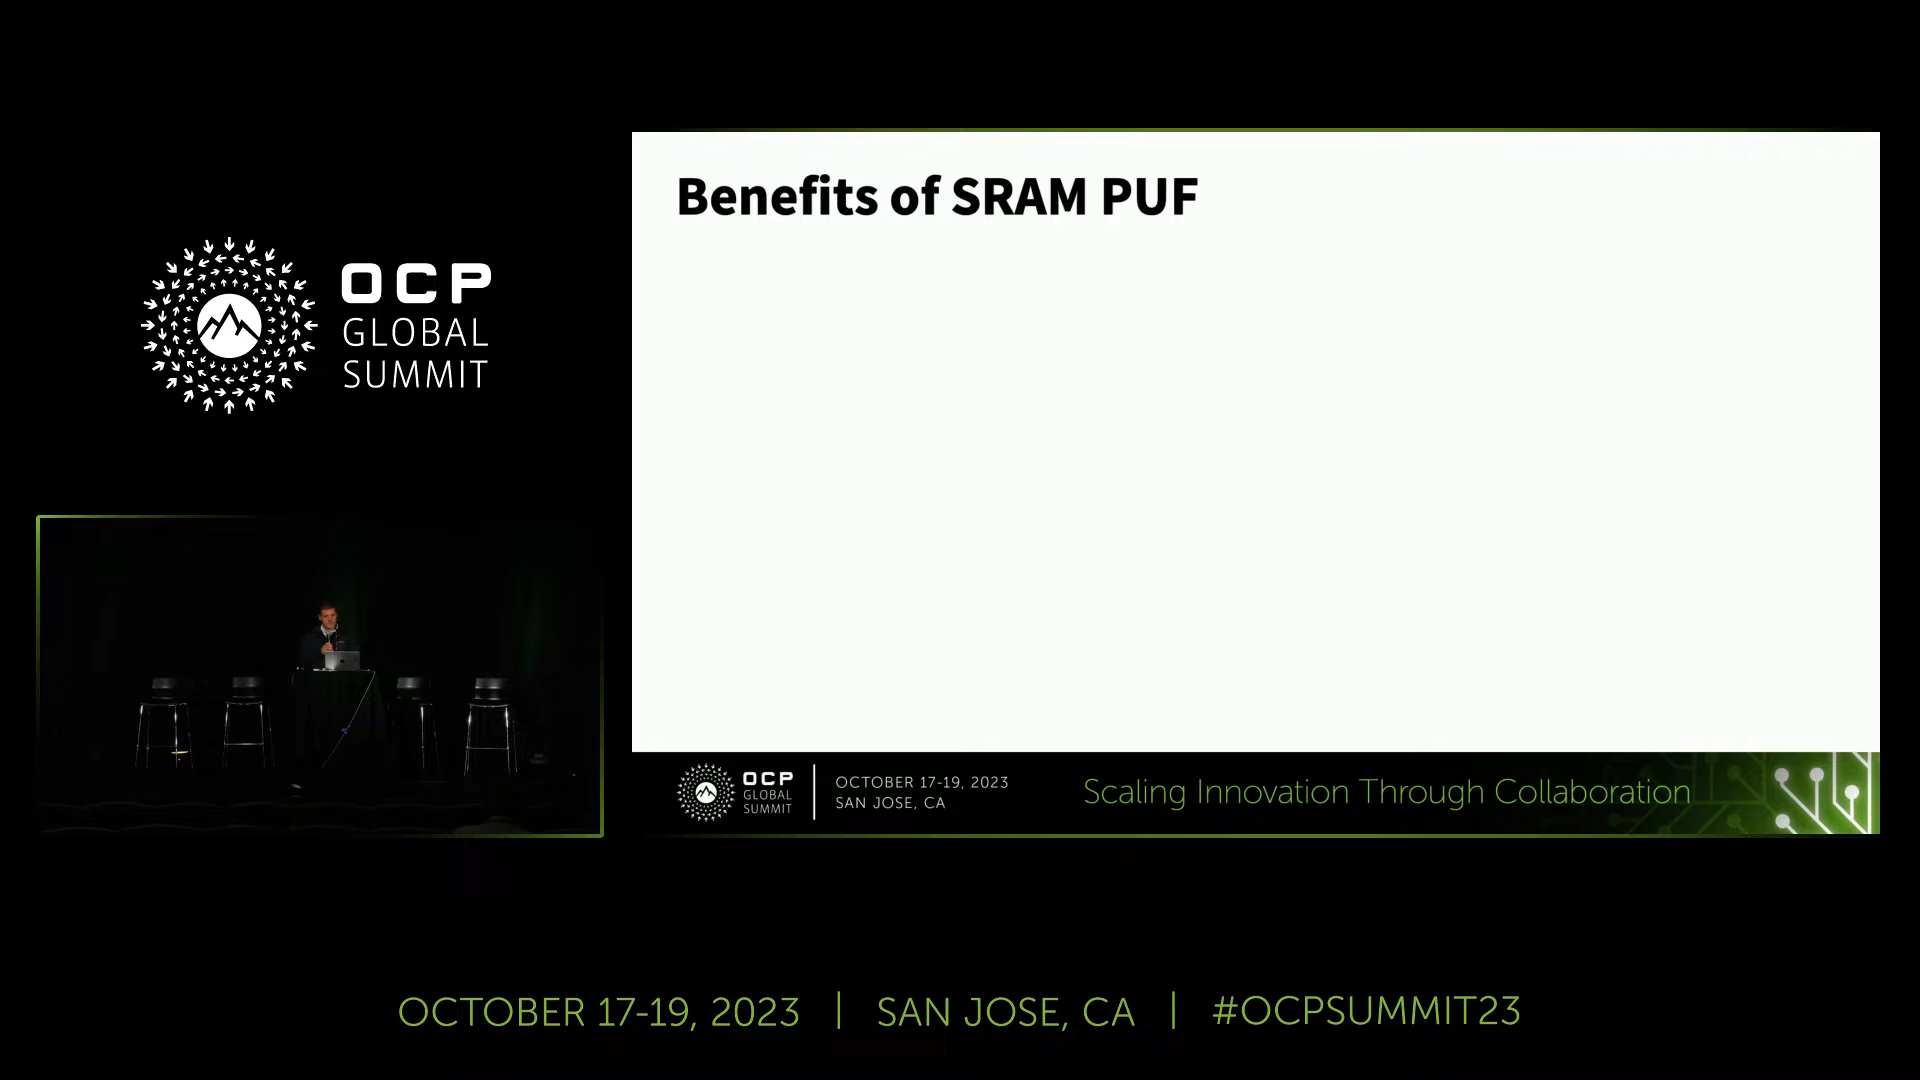 OCP
GLOBAL
SUMMIT
Benefits of SRAM PUF
OCP
GLOBAL
SUMMIT
OCTOBER 17-19, 2023
SAN JOSE, CA
Scaling Innovation Through Collaboration
OCTOBER 17-19, 2023 | SAN JOSE, CA | #OCPSUMMIT23